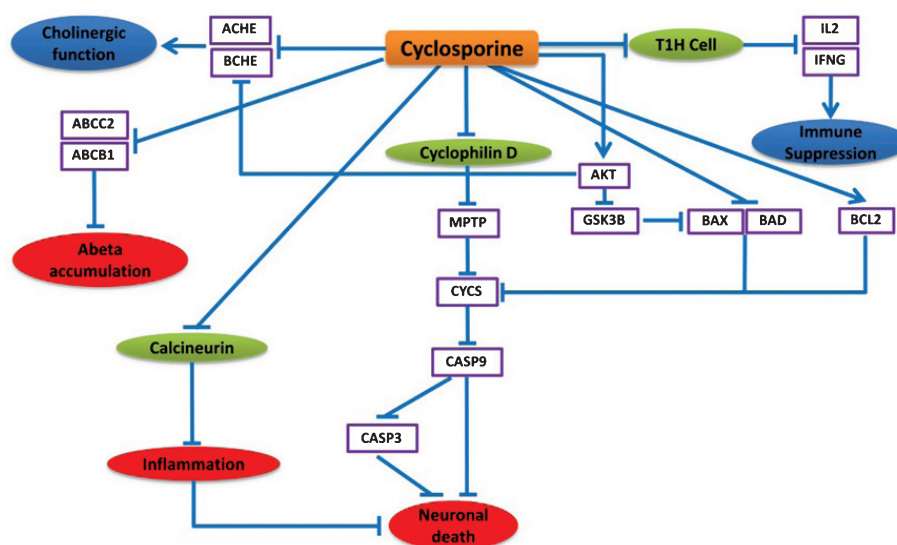 Cholinergic
function
ACHE
BCHE
Cyclosporine
T1H Cell
IL2
IFNG
ABCC2
ABCB1
Cyclophilin D
Immune
Suppression
AKT
MPTP
GSK3B
BAX
BAD
BCL2
Abeta
accumulation
CYCS
Calcineurin
CASP9
CASP3
Inflammation
Neuronal
death